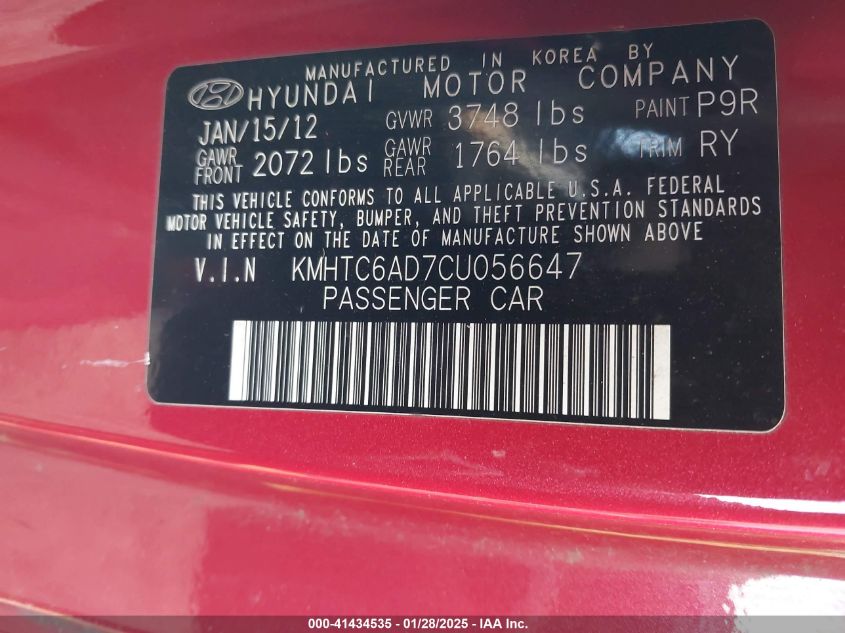 MANUFACTURED IN KOREA BY
HYUNDAI MOTOR COMPANY
JAN/15/12 GVWR 3748 lbs PAINT P9R
GAWR FRONT 2072 lbs GAWR REAR 1764 lbs TRIM RY
THIS VEHICLE CONFORMS TO ALL APPLICABLE U.S.A. FEDERAL
MOTOR VEHICLE SAFETY, BUMPER, AND THEFT PREVENTION STANDARDS
IN EFFECT ON THE DATE OF MANUFACTURE SHOWN ABOVE
V.I.N KMHTC6AD7CU056647
PASSENGER CAR
000-41434535 - 01/28/2025 - IAA Inc.